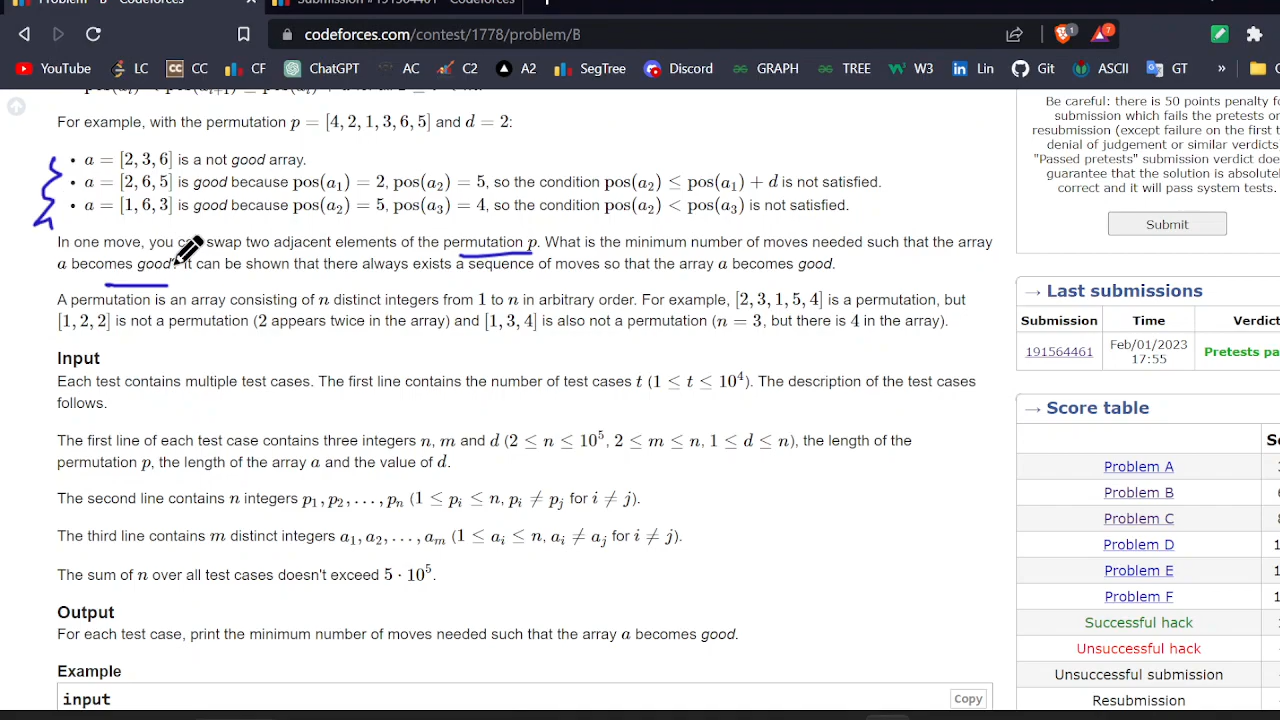 Problem - B - Codeforces
Submission #191564461 - Codeforces
codeforces.com/contest/1778/problem/B
1
7
YouTube LC CC CF ChatGPT AC C2 A2 SegTree Discord GRAPH TREE W3 Lin Git ASCII GT »
For example, with the permutation p = [4, 2, 1, 3, 6, 5] and d = 2:
• a = [2, 3, 6] is a not good array.
• a = [2, 6, 5] is good because pos(a₁) = 2, pos(a₂) = 5, so the condition pos(a₂) ≤ pos(a₁) + d is not satisfied.
• a = [1, 6, 3] is good because pos(a₂) = 5, pos(a₃) = 4, so the condition pos(a₂) < pos(a₃) is not satisfied.
In one move, you swap two adjacent elements of the permutation p. What is the minimum number of moves needed such that the array
a becomes good? It can be shown that there always exists a sequence of moves so that the array a becomes good.
A permutation is an array consisting of n distinct integers from 1 to n in arbitrary order. For example, [2, 3, 1, 5, 4] is a permutation, but
[1, 2, 2] is not a permutation (2 appears twice in the array) and [1, 3, 4] is also not a permutation (n = 3, but there is 4 in the array).
Input
Each test contains multiple test cases. The first line contains the number of test cases t (1 ≤ t ≤ 10⁴). The description of the test cases
follows.
The first line of each test case contains three integers n, m and d (2 ≤ n ≤ 10⁵, 2 ≤ m ≤ n, 1 ≤ d ≤ n), the length of the
permutation p, the length of the array a and the value of d.
The second line contains n integers p₁, p₂, . . . , pₙ (1 ≤ pᵢ ≤ n, pᵢ ≠ pⱼ for i ≠ j).
The third line contains m distinct integers a₁, a₂, . . . , aₘ (1 ≤ aᵢ ≤ n, aᵢ ≠ aⱼ for i ≠ j).
The sum of n over all test cases doesn't exceed 5 · 10⁵.
Output
For each test case, print the minimum number of moves needed such that the array a becomes good.
Example
input
Copy
Be careful: there is 50 points penalty fo
submission which fails the pretests or
resubmission (except failure on the first t
denial of judgement or similar verdicts
"Passed pretests" submission verdict doe
guarantee that the solution is absolute
correct and it will pass system tests.
Submit
→ Last submissions
Submission Time Verdic
191564461 Feb/01/2023 17:55 Pretests pa
→ Score table
Problem A
Problem B
Problem C
Problem D
Problem E
Problem F
Successful hack
Unsuccessful hack
Unsuccessful submission
Resubmission